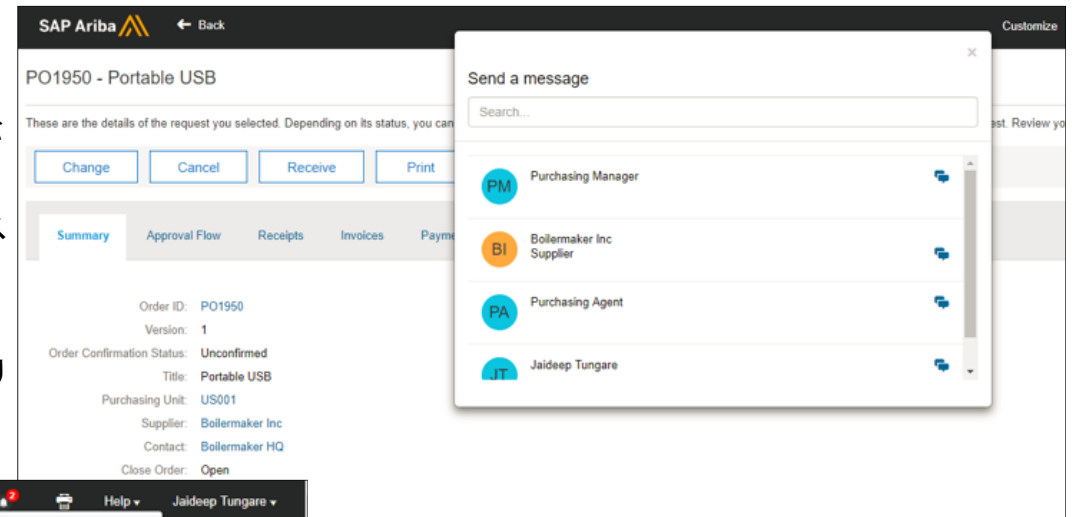 SAP Ariba
Back
Customize
PO1950 - Portable USB
Send a message
Search...
These are the details of the request you selected. Depending on its status, you can
est. Review yo
Change
Cancel
Receive
Print
PM
Purchasing Manager
BI
Boilermaker Inc
Supplier
PA
Purchasing Agent
JT
Jaideep Tungare
Summary
Approval Flow
Receipts
Invoices
Payme
Order ID: PO1950
Version: 1
Order Confirmation Status: Unconfirmed
Title: Portable USB
Purchasing Unit: US001
Supplier: Boilermaker Inc
Contact: Boilermaker HQ
Close Order: Open
2
Help
Jaideep Tungare